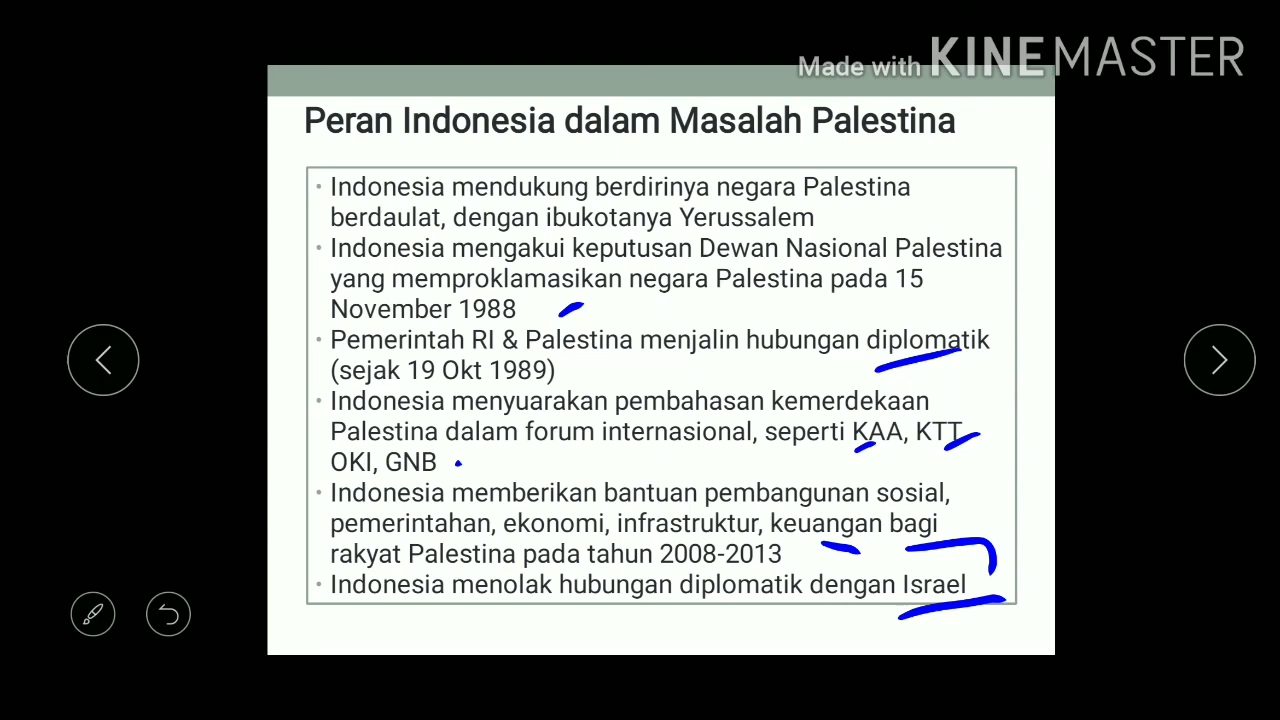 Made with KINEMASTER
Peran Indonesia dalam Masalah Palestina
• Indonesia mendukung berdirinya negara Palestina
berdaulat, dengan ibukotanya Yerussalem
• Indonesia mengakui keputusan Dewan Nasional Palestina
yang memproklamasikan negara Palestina pada 15
November 1988
• Pemerintah RI & Palestina menjalin hubungan diplomatik
(sejak 19 Okt 1989)
• Indonesia menyuarakan pembahasan kemerdekaan
Palestina dalam forum internasional, seperti KAA, KTT
OKI, GNB
• Indonesia memberikan bantuan pembangunan sosial,
pemerintahan, ekonomi, infrastruktur, keuangan bagi
rakyat Palestina pada tahun 2008-2013
• Indonesia menolak hubungan diplomatik dengan Israel